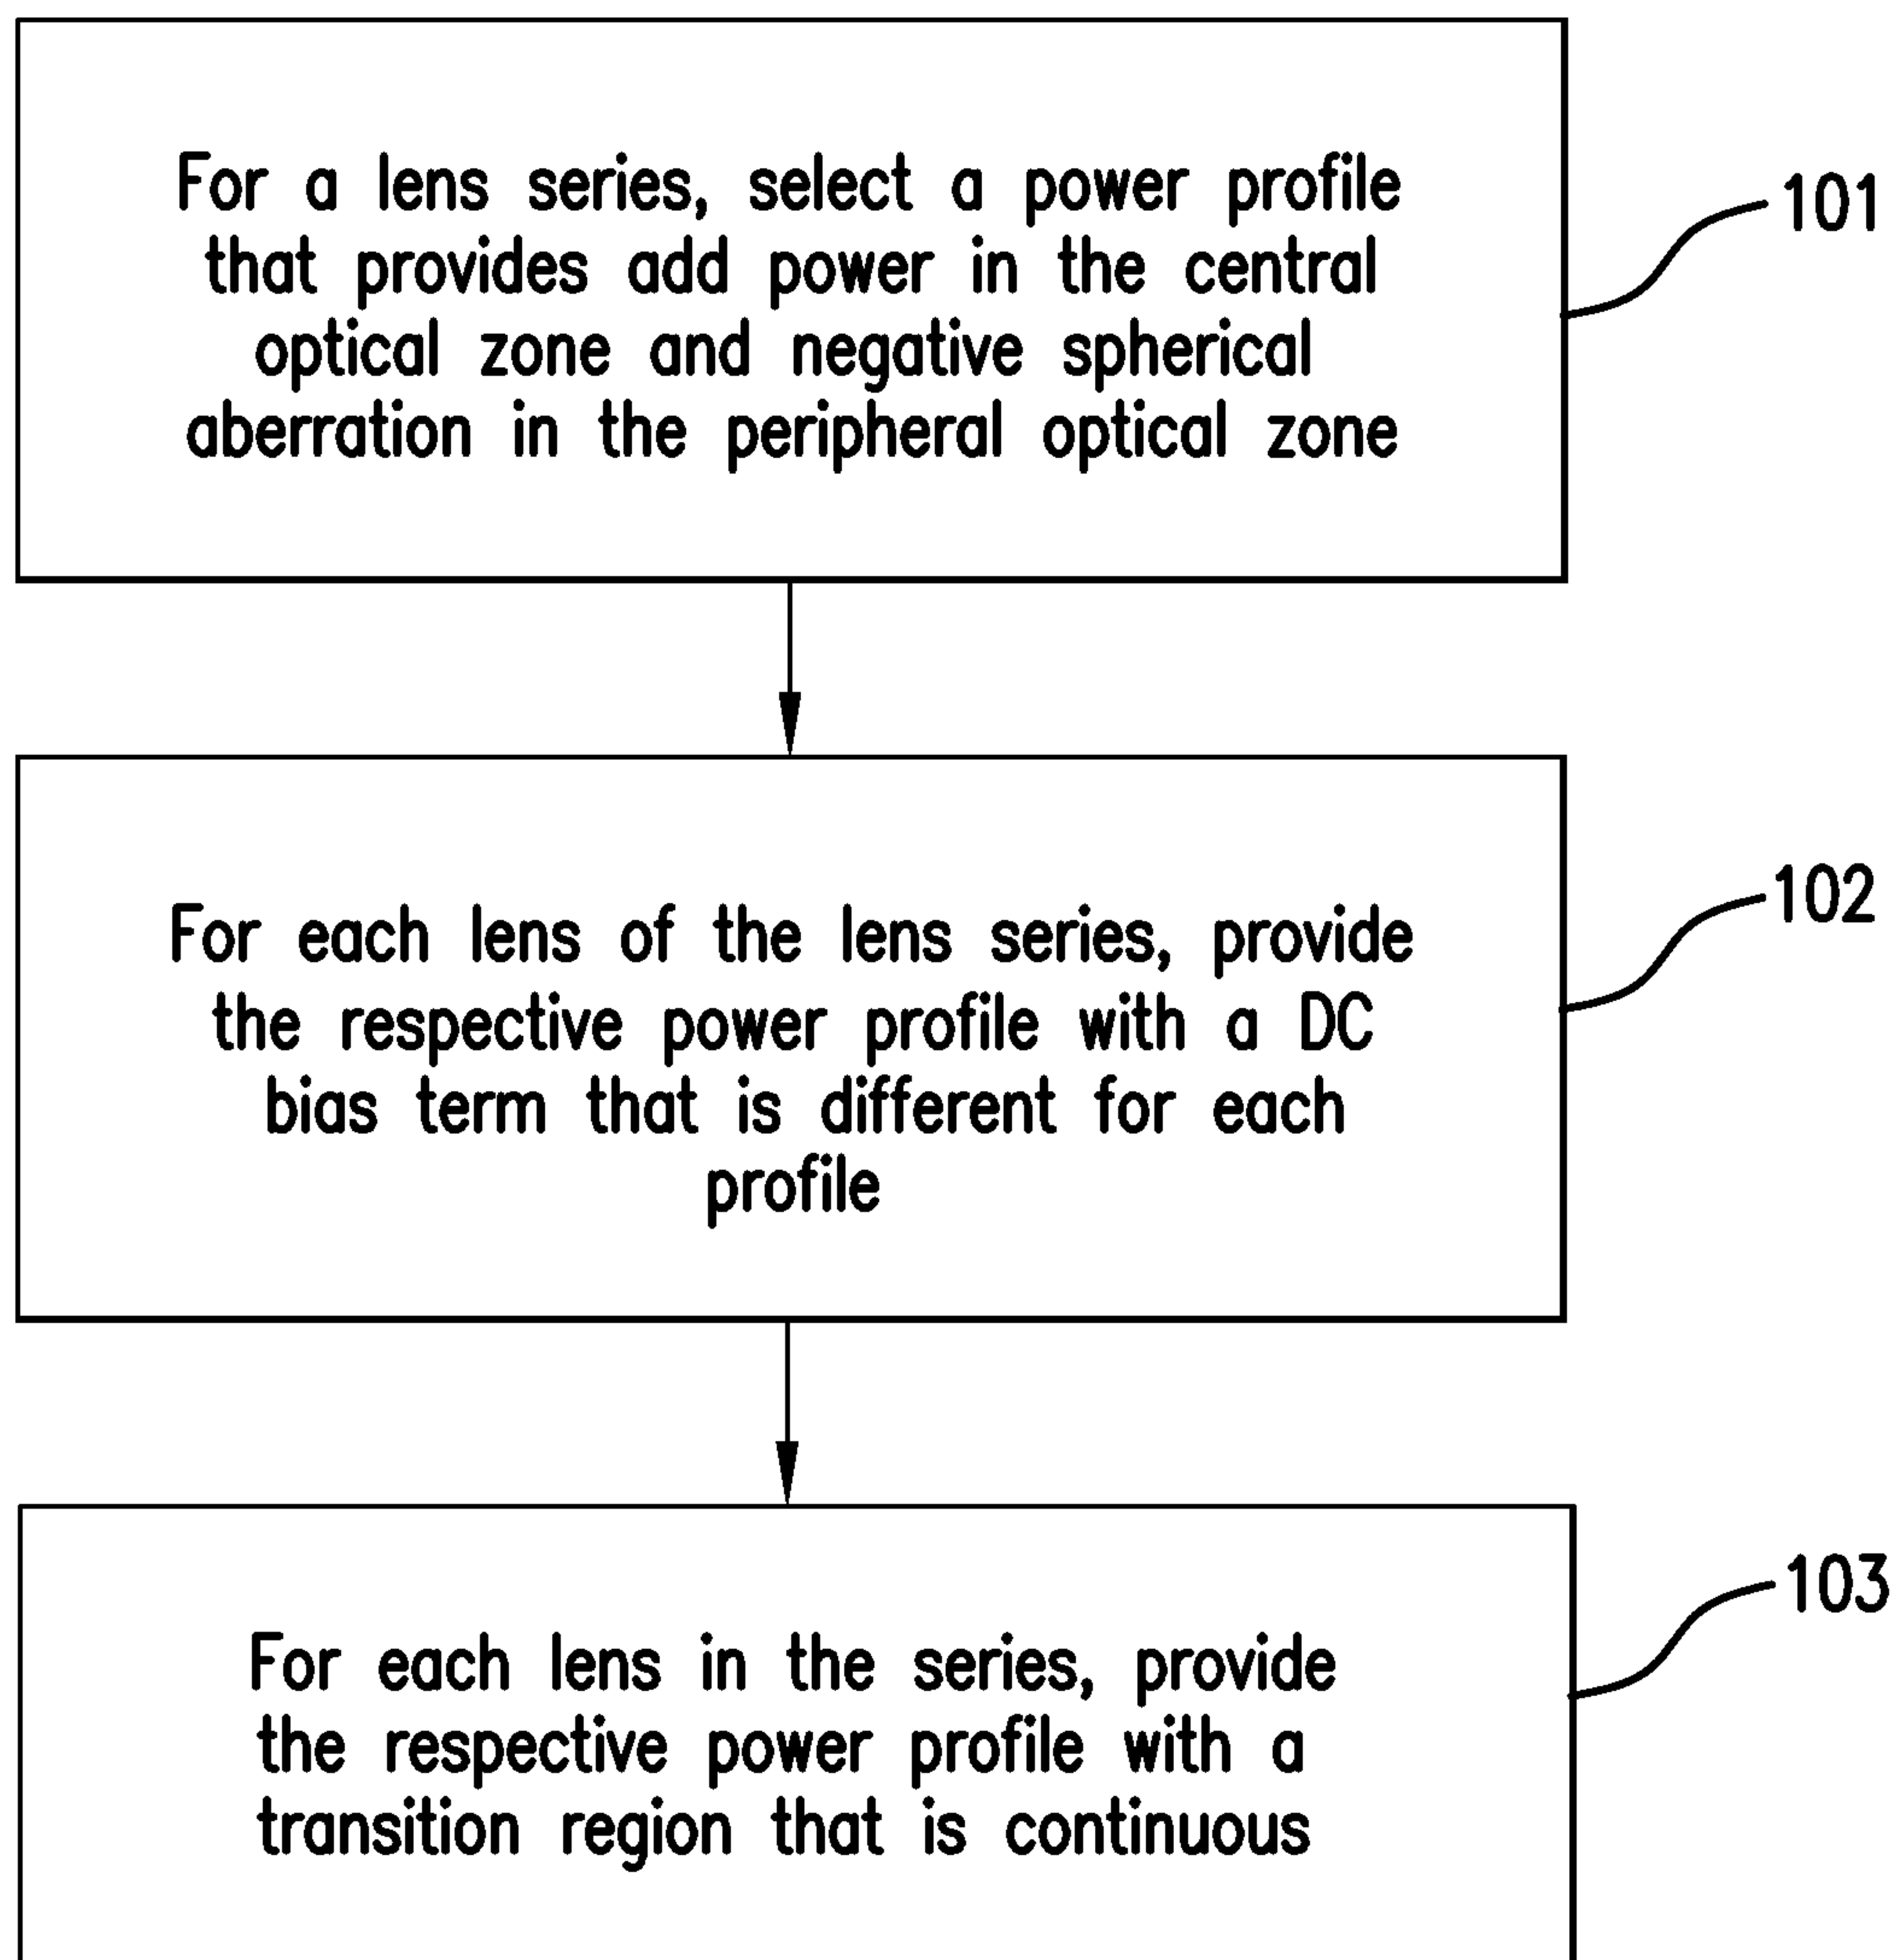 For a lens series, select a power profile
that provides add power in the central
optical zone and negative spherical
aberration in the peripheral optical zone
101
For each lens of the lens series, provide
the respective power profile with a DC
bias term that is different for each
profile
102
For each lens in the series, provide
the respective power profile with a
transition region that is continuous
103